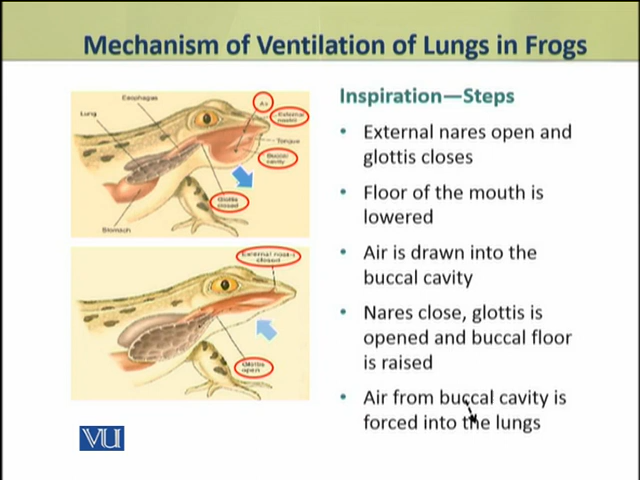 Mechanism of Ventilation of Lungs in Frogs
Esophagus
Lung
Air
External
nostril
Tongue
Buccal
cavity
Glottis
closed
Stomach
External nostril
closed
Glottis
open
Inspiration—Steps
• External nares open and
glottis closes
• Floor of the mouth is
lowered
• Air is drawn into the
buccal cavity
• Nares close, glottis is
opened and buccal floor
is raised
• Air from buccal cavity is
forced into the lungs
VU